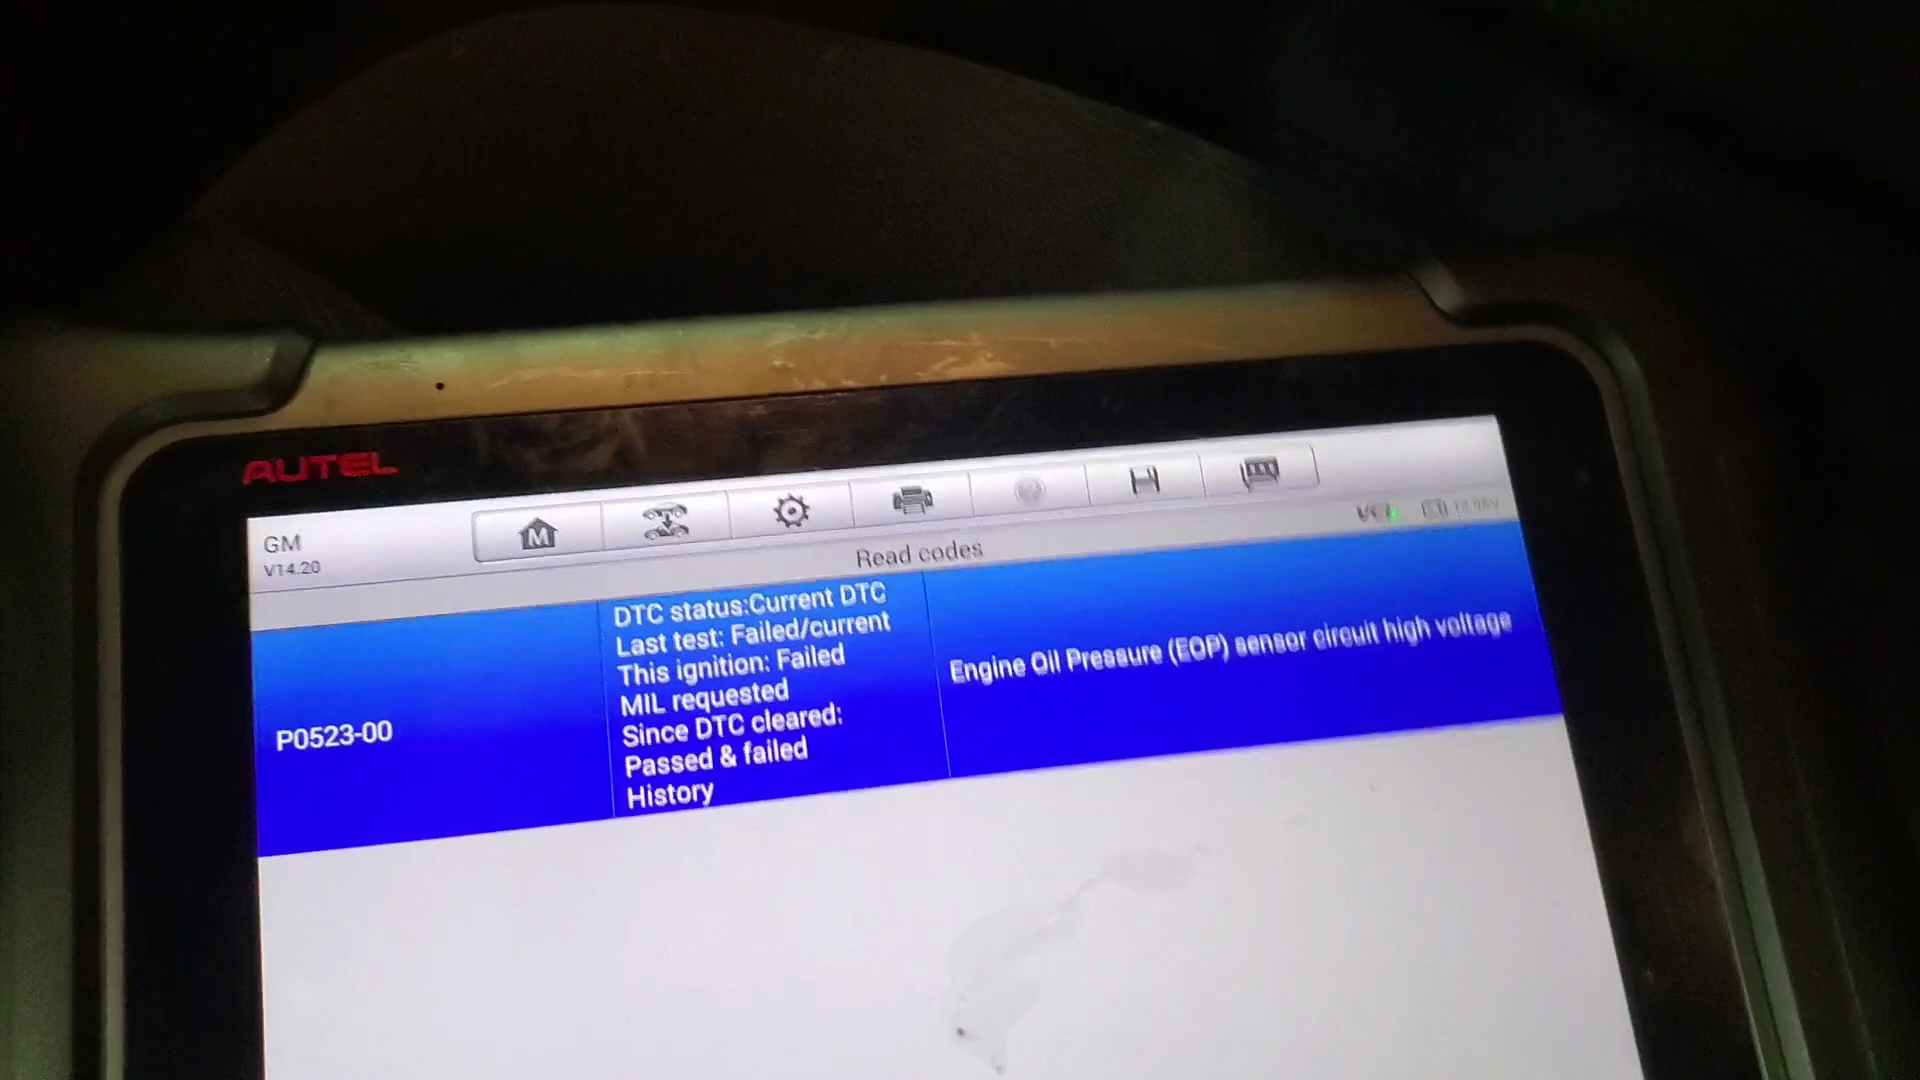 AUTEL
GM
V14.20
M
Read codes
VCI
P0523-00
DTC status:Current DTC
Last test: Failed/current
This ignition: Failed
MIL requested
Since DTC cleared:
Passed & failed
History
Engine Oil Pressure (EOP) sensor circuit high voltage